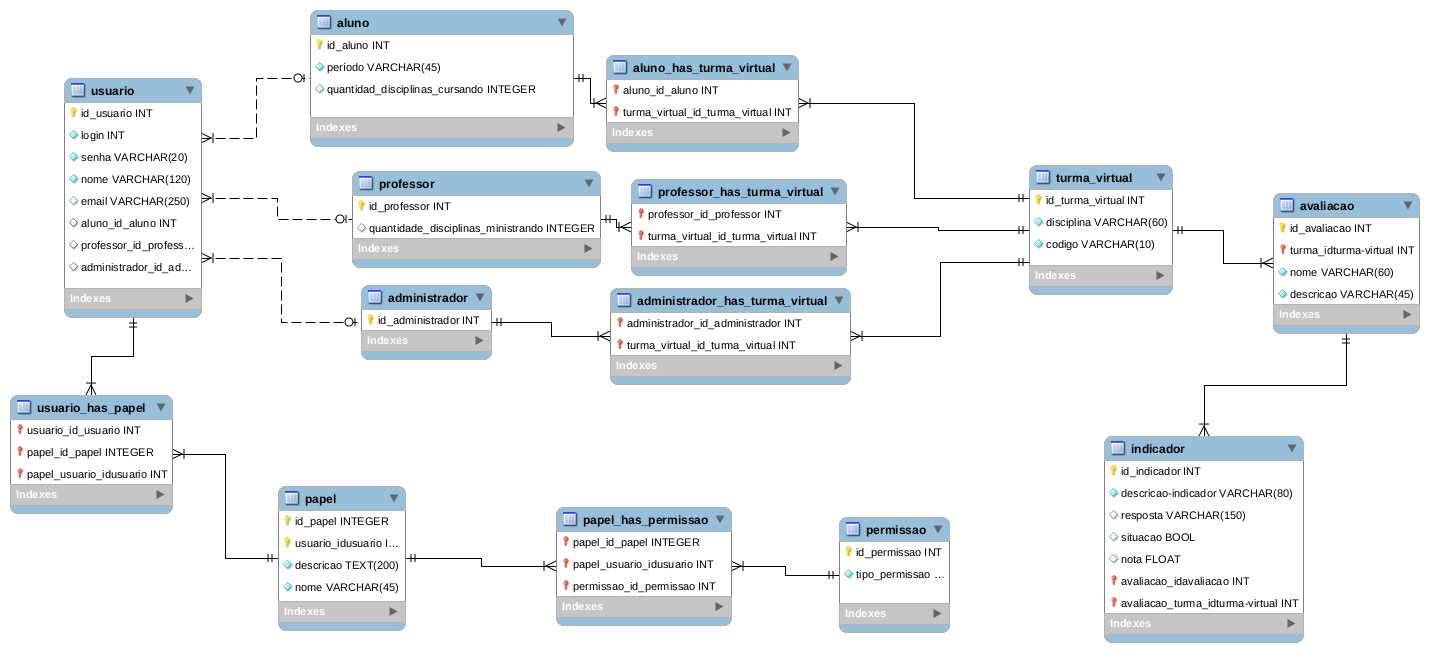 aluno
id_aluno INT
periodo VARCHAR(45)
quantidad_disciplinas_cursando INTEGER
Indexes
usuario
id_usuario INT
login INT
senha VARCHAR(20)
nome VARCHAR(120)
email VARCHAR(250)
aluno_id_aluno INT
professor_id_profess...
administrador_id_ad...
Indexes
aluno_has_turma_virtual
aluno_id_aluno INT
turma_virtual_id_turma_virtual INT
Indexes
professor
id_professor INT
quantidade_disciplinas_ministrando INTEGER
Indexes
professor_has_turma_virtual
professor_id_professor INT
turma_virtual_id_turma_virtual INT
Indexes
turma_virtual
id_turma_virtual INT
disciplina VARCHAR(60)
codigo VARCHAR(10)
Indexes
avaliacao
id_avaliacao INT
turma_idturma-virtual INT
nome VARCHAR(60)
descricao VARCHAR(45)
Indexes
administrador
id_administrador INT
Indexes
administrador_has_turma_virtual
administrador_id_administrador INT
turma_virtual_id_turma_virtual INT
Indexes
usuario_has_papel
usuario_id_usuario INT
papel_id_papel INTEGER
papel_usuario_idusuario INT
Indexes
papel
id_papel INTEGER
usuario_idusuario I...
descricao TEXT(200)
nome VARCHAR(45)
Indexes
papel_has_permissao
papel_id_papel INTEGER
papel_usuario_idusuario INT
permissao_id_permissao INT
Indexes
permissao
id_permissao INT
tipo_permissao ...
Indexes
indicador
id_indicador INT
descricao-indicador VARCHAR(80)
resposta VARCHAR(150)
situacao BOOL
nota FLOAT
avaliacao_idavaliacao INT
avaliacao_turma_idturma-virtual INT
Indexes